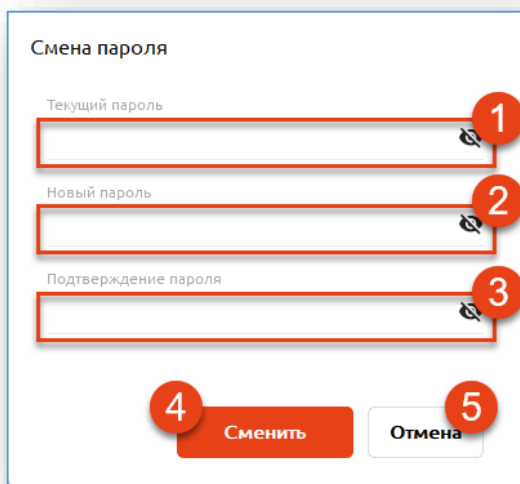 Смена пароля
Текущий пароль
1
Новый пароль
2
Подтверждение пароля
3
4
Сменить
Отмена
5